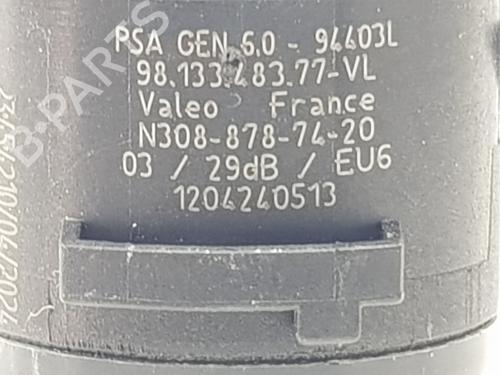 PSA GEN 6.0 - 94403L
98.133.483.77-VL
Valeo France
N308-878-74-20
03 / 29dB / EU6
1204240513
B-PARTS